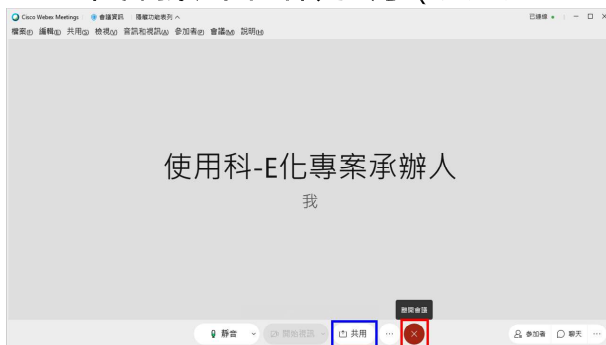 Cisco Webex Meetings 會議資訊 隱藏功能表列 ^
已連線
檔案(F) 編輯(E) 共用(S) 檢視(V) 音訊和視訊(A) 參加者(P) 會議(M) 說明(H)
使用科-E化專案承辦人
我
離開會議
靜音 開始視訊 共用 ... ×
參加者 聊天 ...